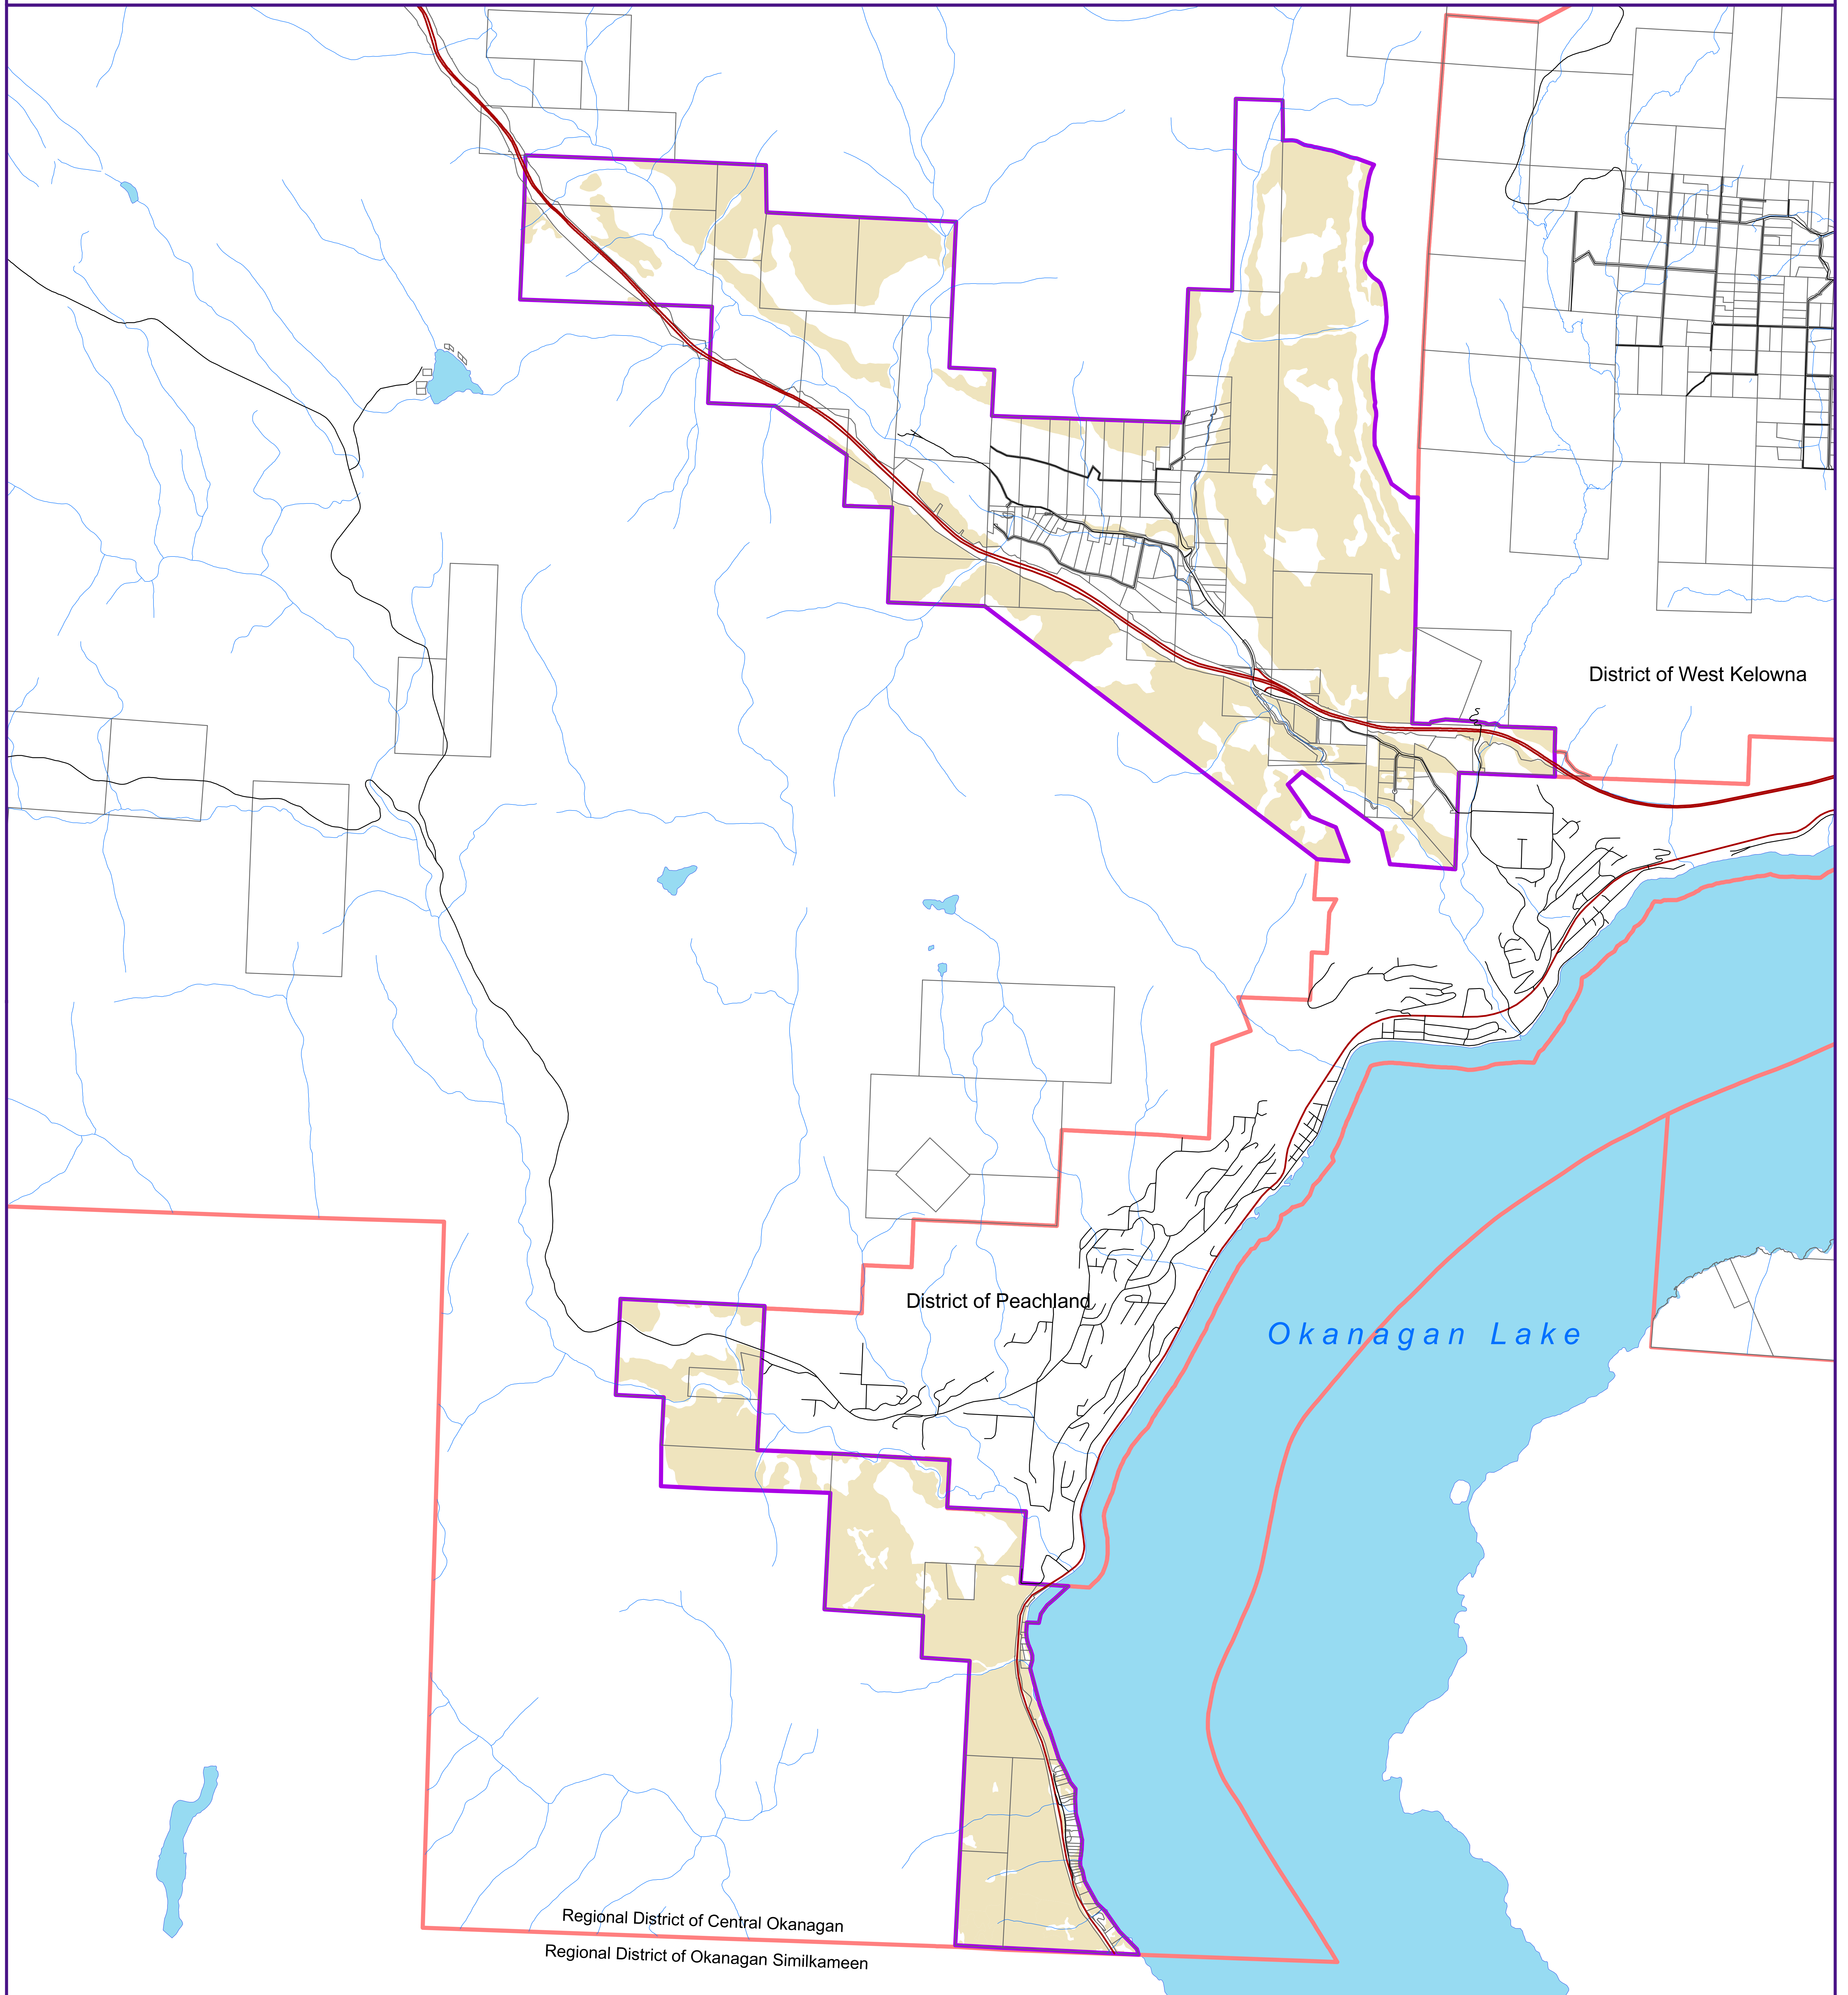 District of West Kelowna
District of Peachland
Okanagan Lake
Regional District of Central Okanagan
Regional District of Okanagan Similkameen